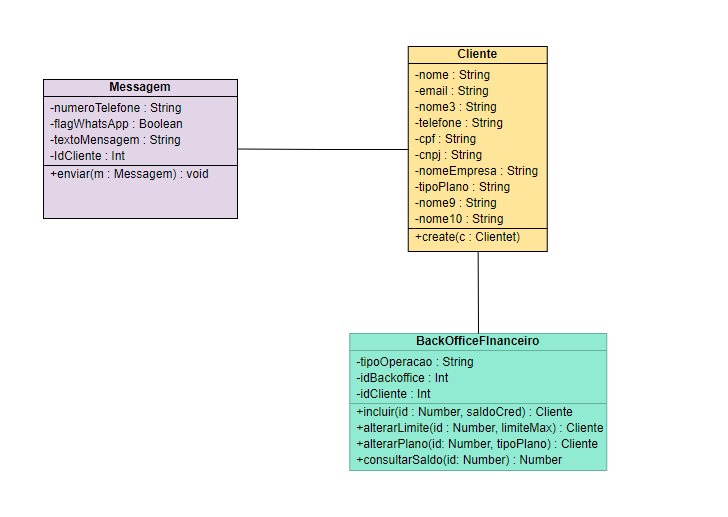 Messagem
-numeroTelefone : String
-flagWhatsApp : Boolean
-textoMensagem : String
-IdCliente : Int
+enviar(m : Messagem) : void
Cliente
-nome : String
-email : String
-nome3 : String
-telefone : String
-cpf : String
-cnpj : String
-nomeEmpresa : String
-tipoPlano : String
-nome9 : String
-nome10 : String
+create(c : Clientet)
BackOfficeFInanceiro
-tipoOperacao : String
-idBackoffice : Int
-idCliente : Int
+incluir(id : Number, saldoCred) : Cliente
+alterarLimite(id : Number, limiteMax) : Cliente
+alterarPlano(id: Number, tipoPlano) : Cliente
+consultarSaldo(id: Number) : Number